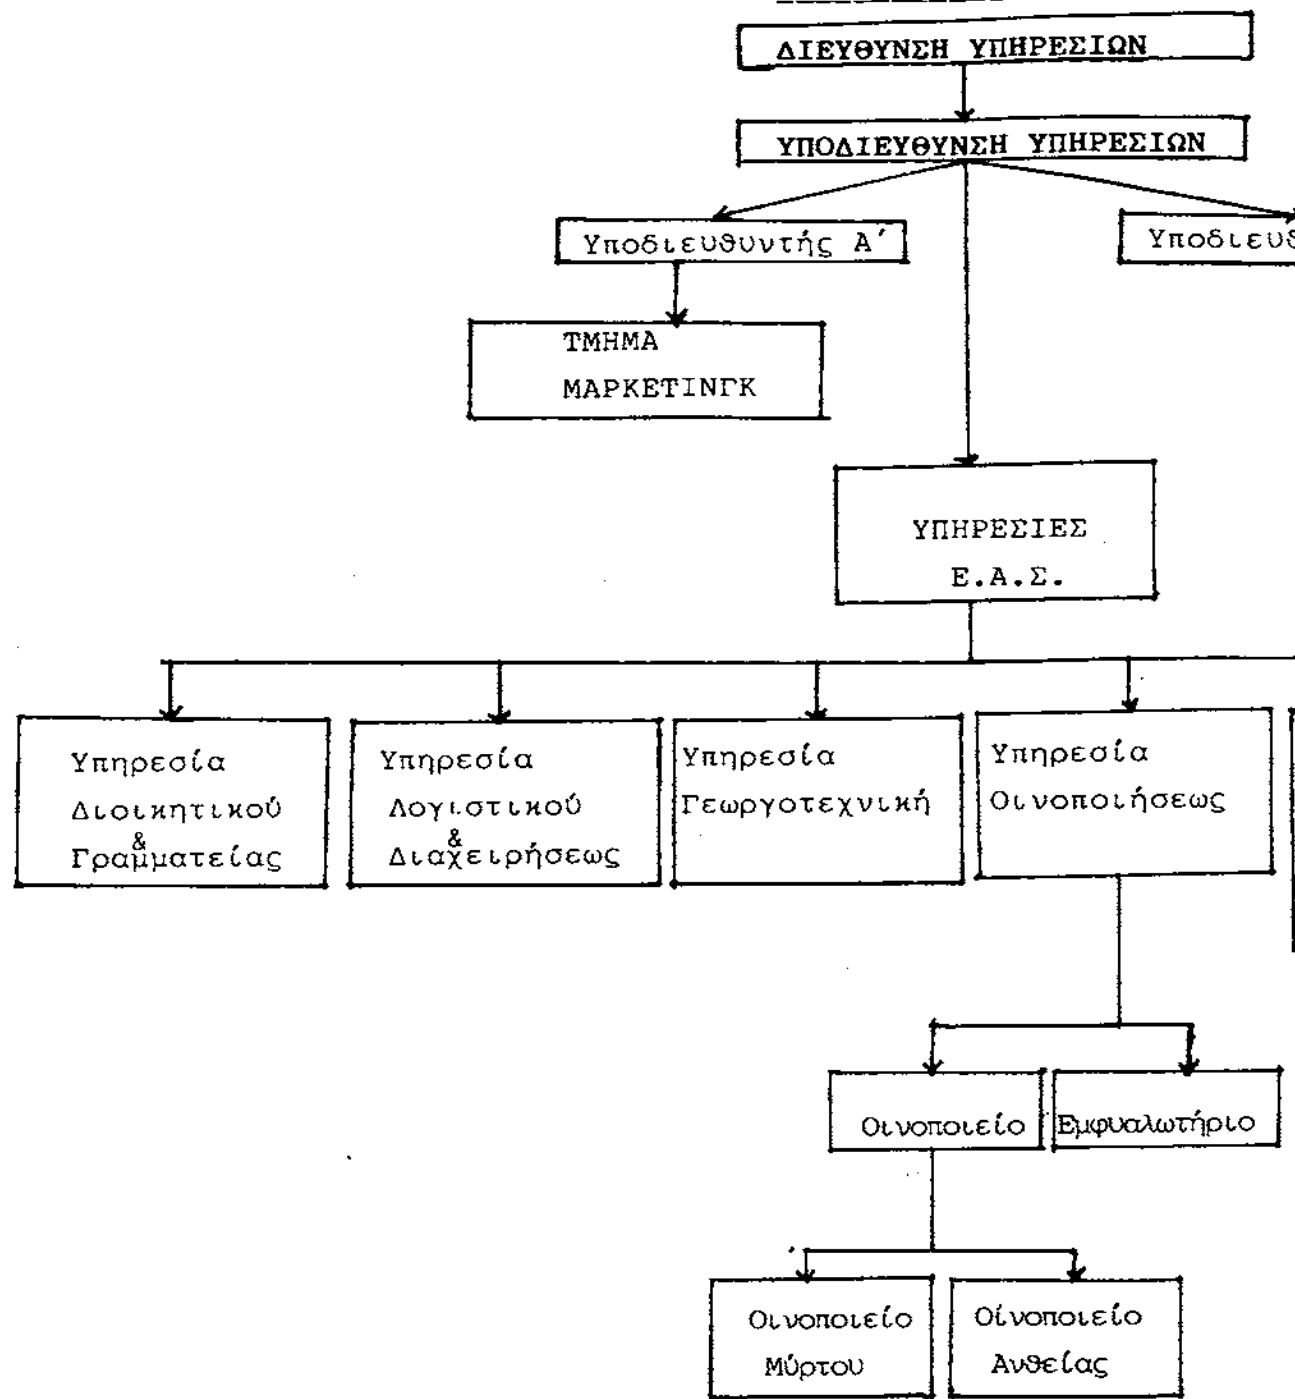 ΔΙΕΥΘΥΝΣΗ ΥΠΗΡΕΣΙΩΝ
ΥΠΟΔΙΕΥΘΥΝΣΗ ΥΠΗΡΕΣΙΩΝ
Υποδιευθυντής Α΄
ΤΜΗΜΑ
ΜΑΡΚΕΤΙΝΓΚ
ΥΠΗΡΕΣΙΕΣ
Ε.Α.Σ.
Υπηρεσία
Διοικητικού
&
Γραμματείας
Υπηρεσία
Λογιστικού
&
Διαχειρήσεως
Υπηρεσία
Γεωργοτεχνική
Υπηρεσία
Οινοποιήσεως
Οινοποιείο
Εμφυαλωτήριο
Οινοποιείο
Μύρτου
Οίνοποιείο
Ανθείας